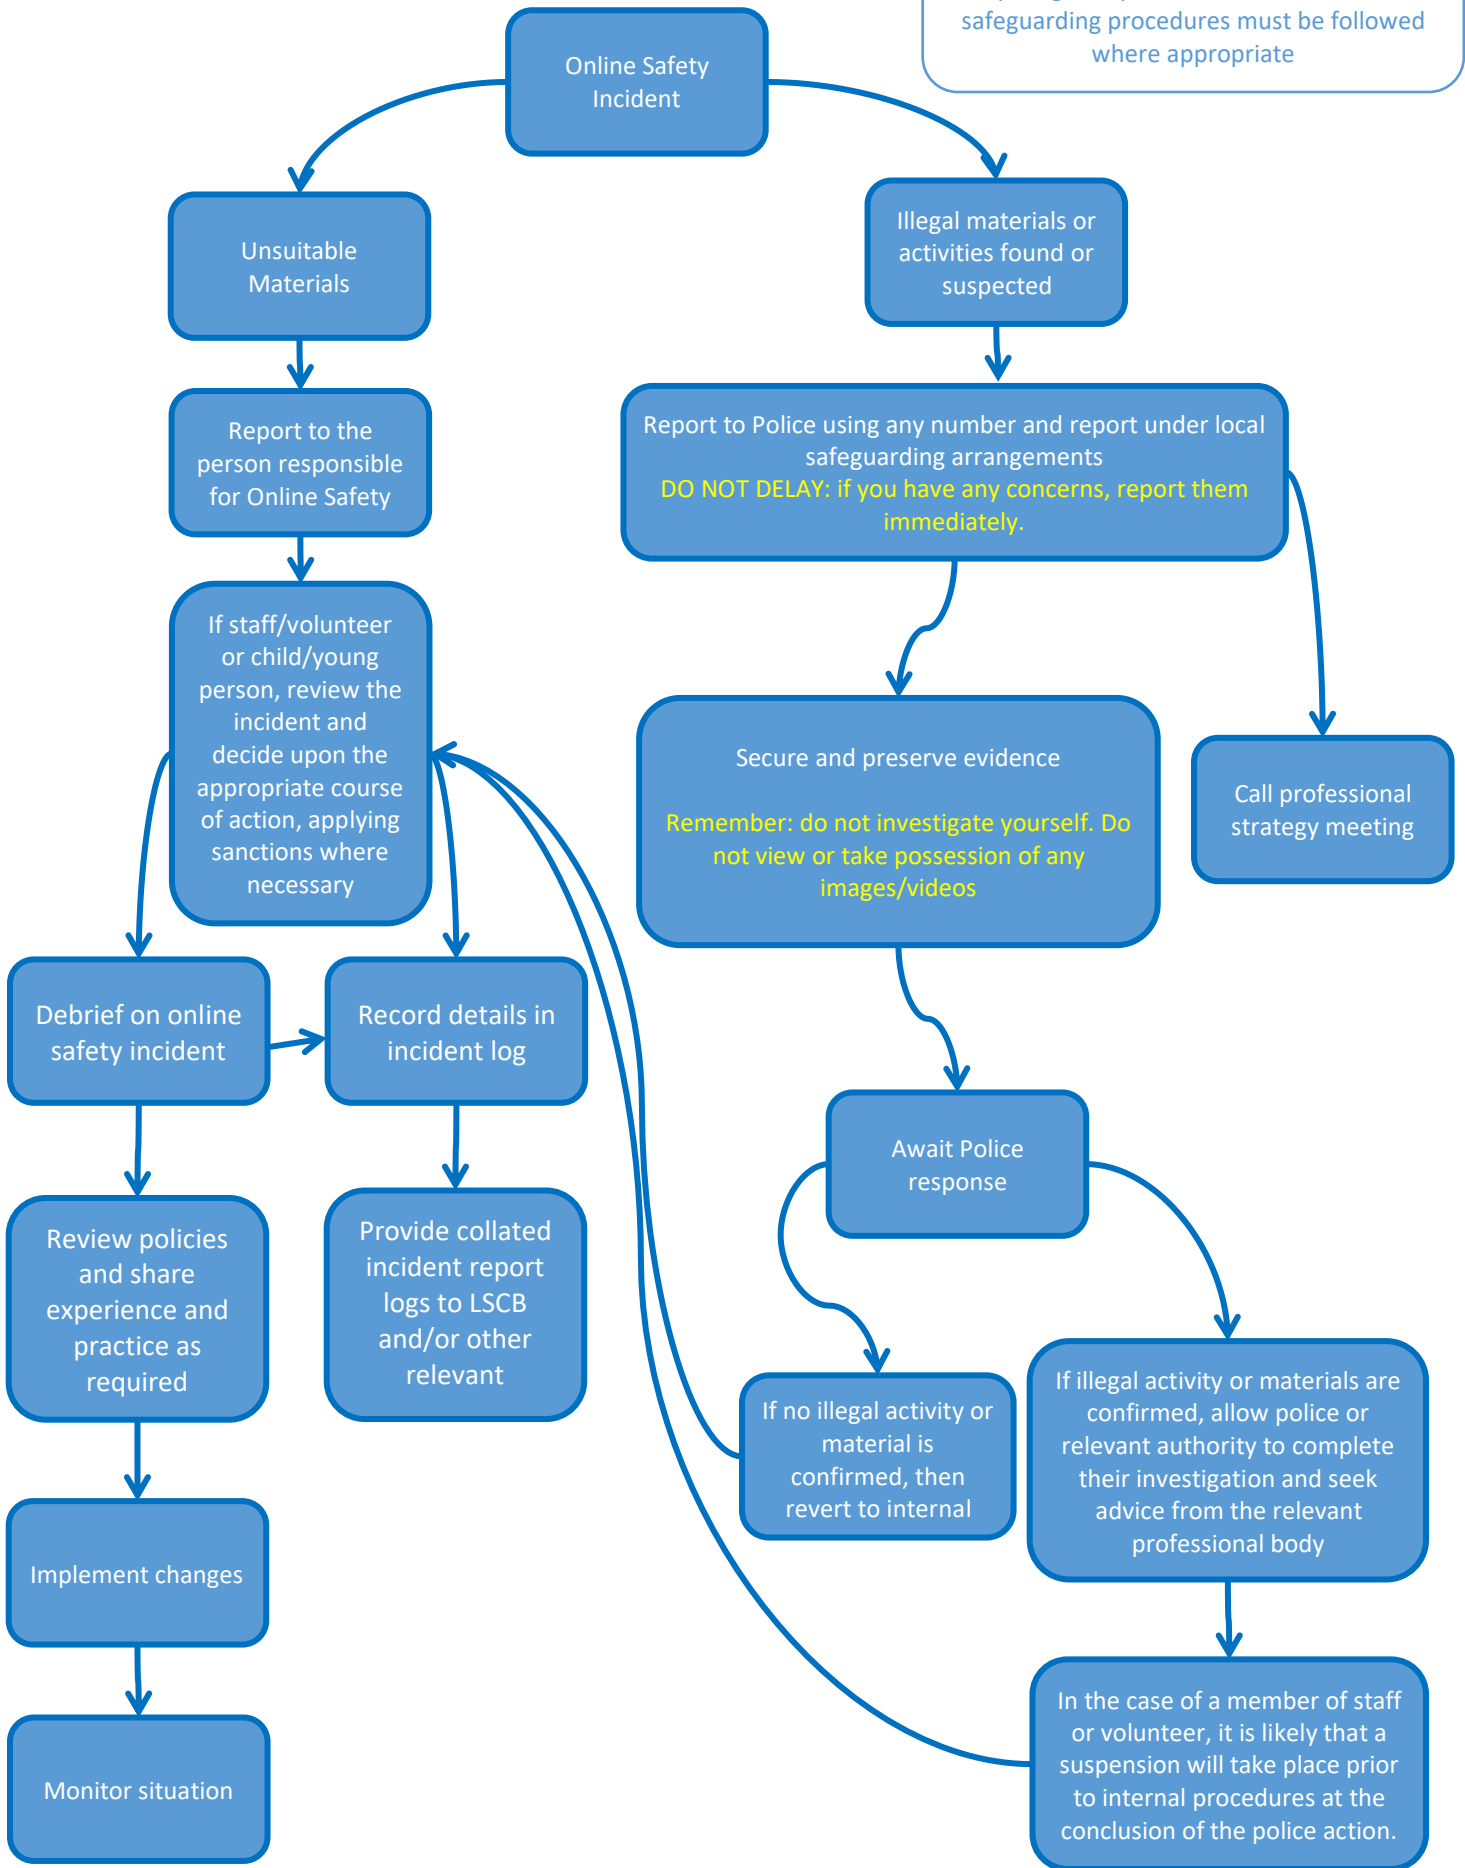 safeguarding procedures must be followed
where appropriate
Online Safety
Incident
Unsuitable
Materials
Illegal materials or
activities found or
suspected
Report to the
person responsible
for Online Safety
Report to Police using any number and report under local
safeguarding arrangements
DO NOT DELAY: if you have any concerns, report them
immediately.
If staff/volunteer
or child/young
person, review the
incident and
decide upon the
appropriate course
of action, applying
sanctions where
necessary
Secure and preserve evidence
Remember: do not investigate yourself. Do
not view or take possession of any
images/videos
Call professional
strategy meeting
Debrief on online
safety incident
Record details in
incident log
Await Police
response
Review policies
and share
experience and
practice as
required
Provide collated
incident report
logs to LSCB
and/or other
relevant
If no illegal activity or
material is
confirmed, then
revert to internal
If illegal activity or materials are
confirmed, allow police or
relevant authority to complete
their investigation and seek
advice from the relevant
professional body
Implement changes
In the case of a member of staff
or volunteer, it is likely that a
suspension will take place prior
to internal procedures at the
conclusion of the police action.
Monitor situation